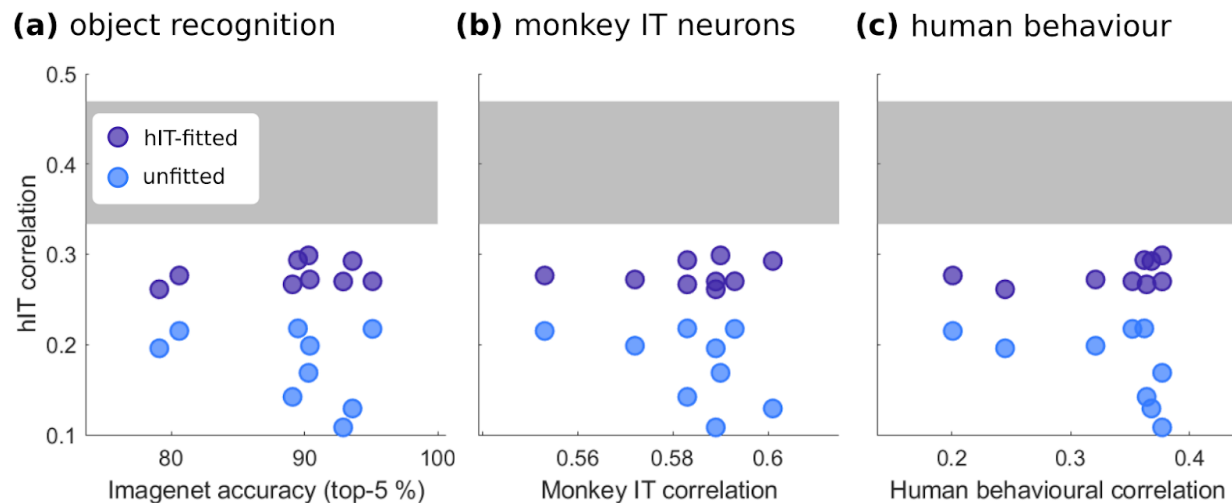 (a) object recognition
(b) monkey IT neurons
(c) human behaviour
0.5
0.4
0.3
0.2
0.1
hIT correlation
hIT-fitted
unfitted
80 90 100
0.56 0.58 0.6
0.2 0.3 0.4
Imagenet accuracy (top-5 %)
Monkey IT correlation
Human behavioural correlation